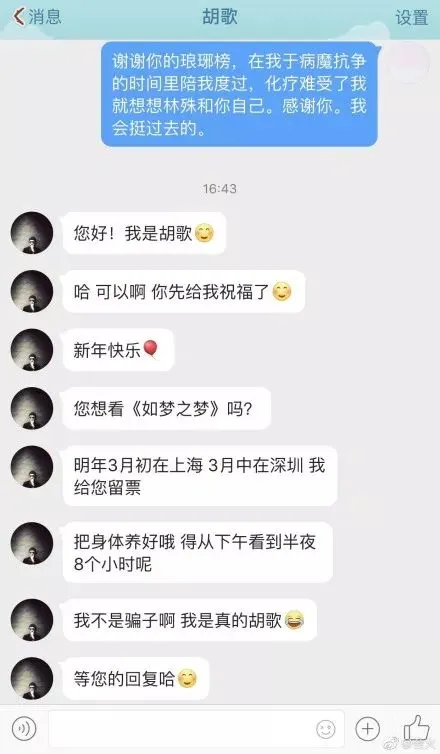 消息
胡歌
设置
谢谢你的琅琊榜，在我于病魔抗争
的时间里陪我度过，化疗难受了我
就想想林殊和你自己。感谢你。我
会挺过去的。
16:43
您好！我是胡歌
哈 可以啊 你先给我祝福了
新年快乐
您想看《如梦之梦》吗？
明年3月初在上海 3月中在深圳 我
给您留票
把身体养好哦 得从下午看到半夜
8个小时呢
我不是骗子啊 我是真的胡歌
等您的回复哈